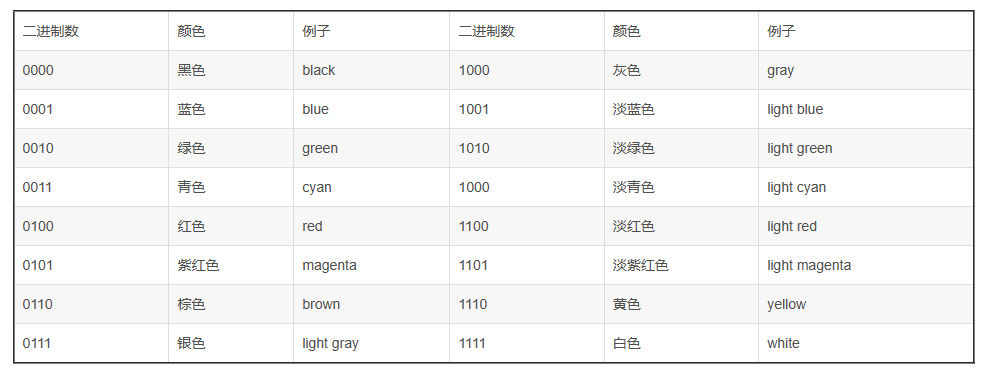 二进制数 颜色 例子 二进制数 颜色 例子
0000 黑色 black 1000 灰色 gray
0001 蓝色 blue 1001 淡蓝色 light blue
0010 绿色 green 1010 淡绿色 light green
0011 青色 cyan 1000 淡青色 light cyan
0100 红色 red 1100 淡红色 light red
0101 紫红色 magenta 1101 淡紫红色 light magenta
0110 棕色 brown 1110 黄色 yellow
0111 银色 light gray 1111 白色 white